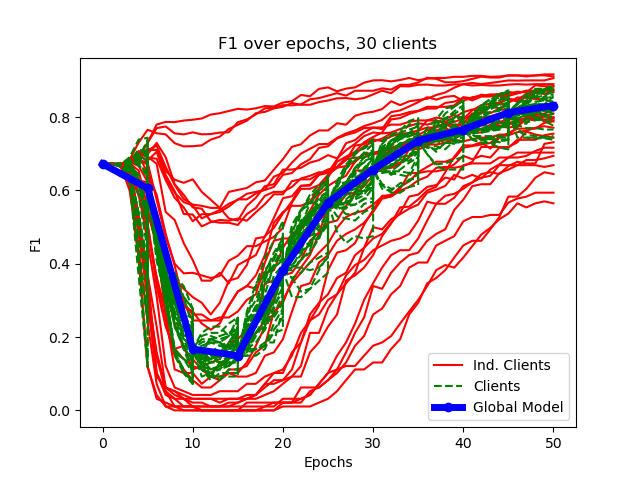 F1 over epochs, 30 clients
F1
0.8
0.6
0.4
0.2
0.0
0 10 20 30 40 50
Epochs
Ind. Clients
Clients
Global Model